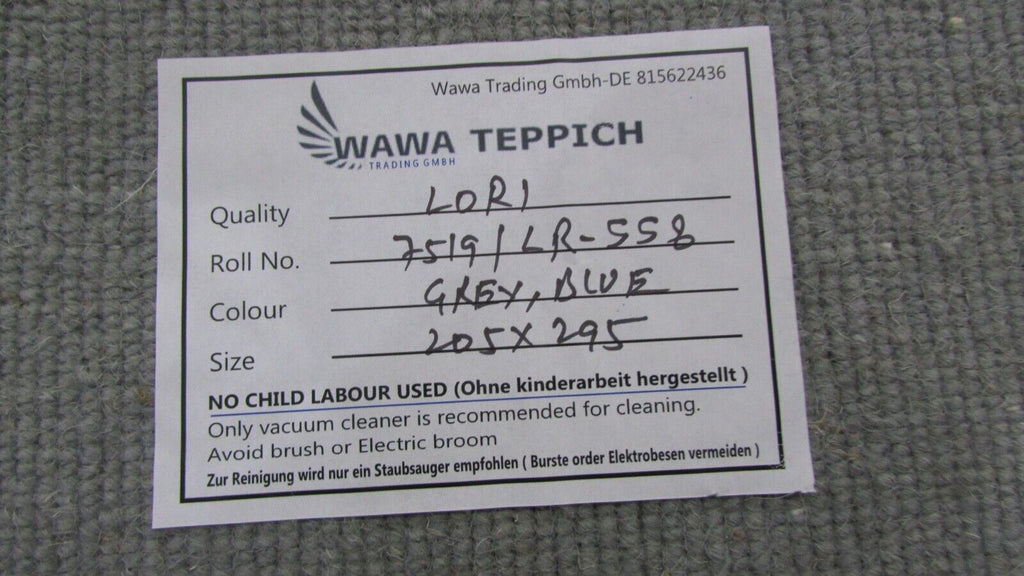 Wawa Trading Gmbh-DE 815622436
WAWA TEPPICH
TRADING GMBH
Quality LORI
Roll No. 7519/LR-558
Colour GREY, BLUE
Size 205X295
NO CHILD LABOUR USED (Ohne kinderarbeit hergestellt )
Only vacuum cleaner is recommended for cleaning.
Avoid brush or Electric broom
Zur Reinigung wird nur ein Staubsauger empfohlen ( Burste order Elektrobesen vermeiden )